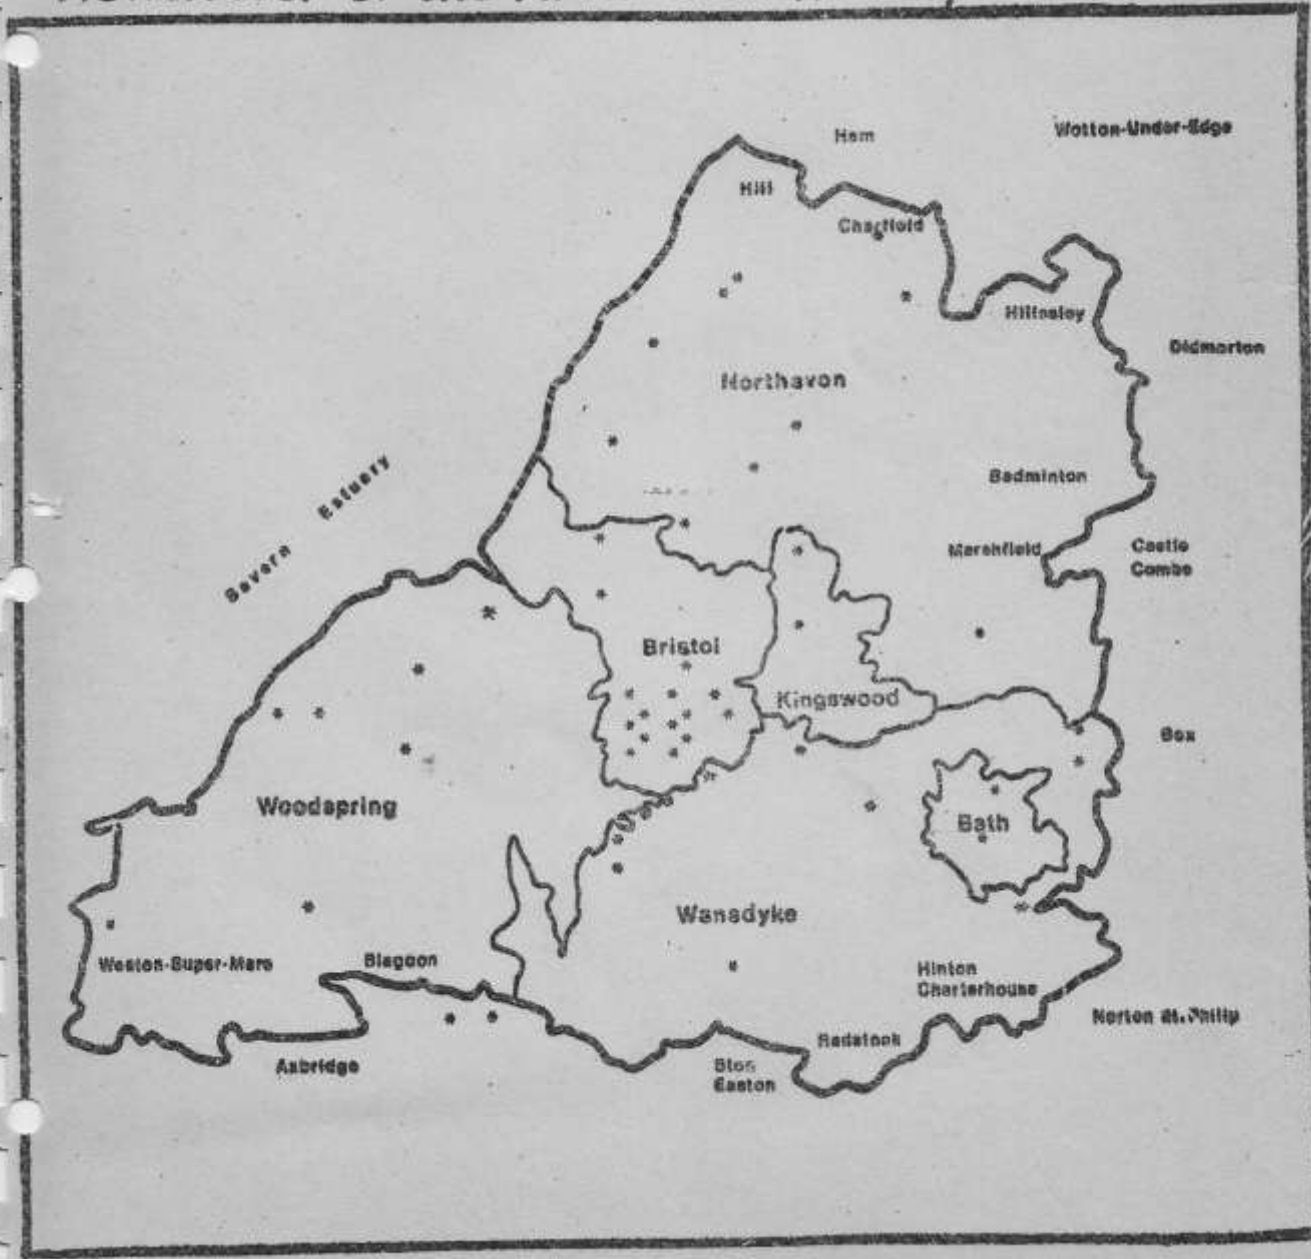 Ham
Wotton-Under-Edge
Hill
Charfield
Hillesley
Didmarton
Northavon
Severn Estuary
Badminton
Marshfield
Castle
Combe
Bristol
Kingswood
Box
Woodspring
Bath
Wansdyke
Weston-Super-Mare
Blagdon
Hinton
Charterhouse
Norton St. Philip
Radstock
Axbridge
Easton